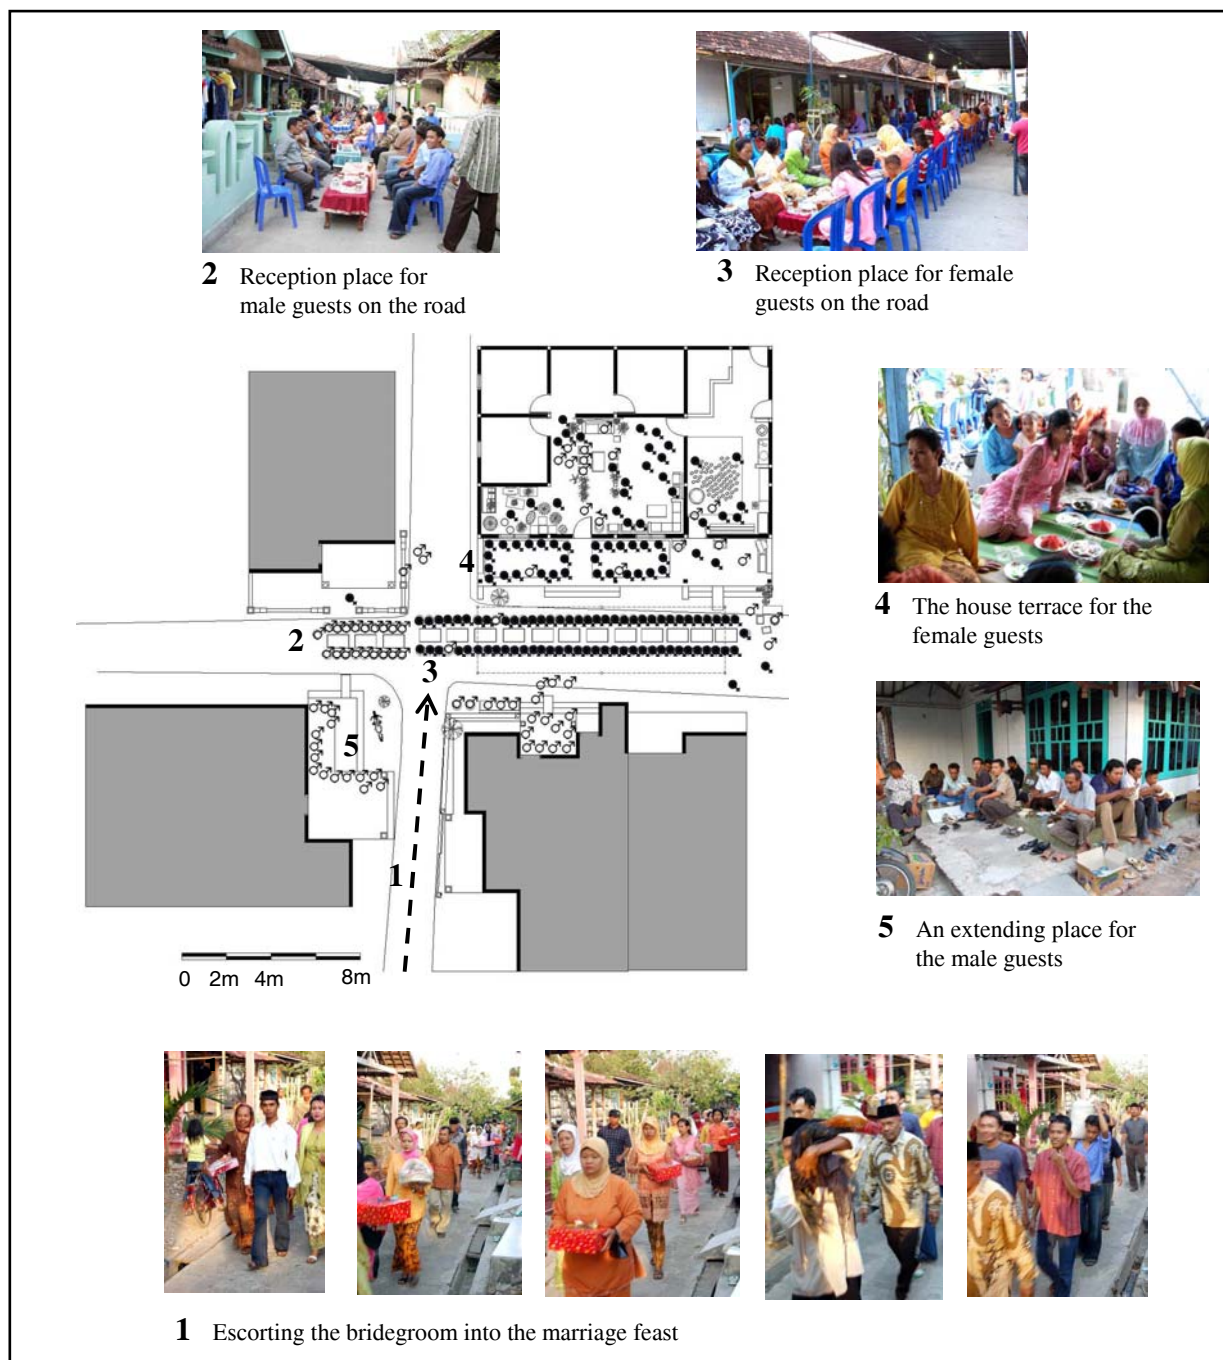 2 Reception place for
male guests on the road
3 Reception place for female
guests on the road
4
2
3
5
1
4 The house terrace for the
female guests
5 An extending place for
the male guests
0 2m 4m 8m
1 Escorting the bridegroom into the marriage feast